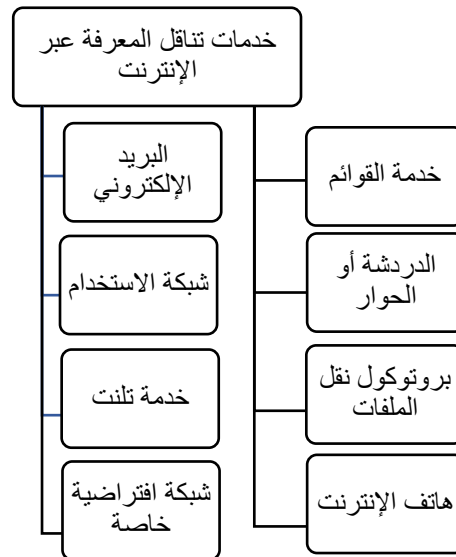 خدمات تناقل المعرفة عبر
الإنترنت
خدمة القوائم
الدردشة أو
الحوار
بروتوكول نقل
الملفات
هاتف الإنترنت
البريد
الإلكتروني
شبكة الاستخدام
خدمة تلنت
شبكة افتراضية
خاصة